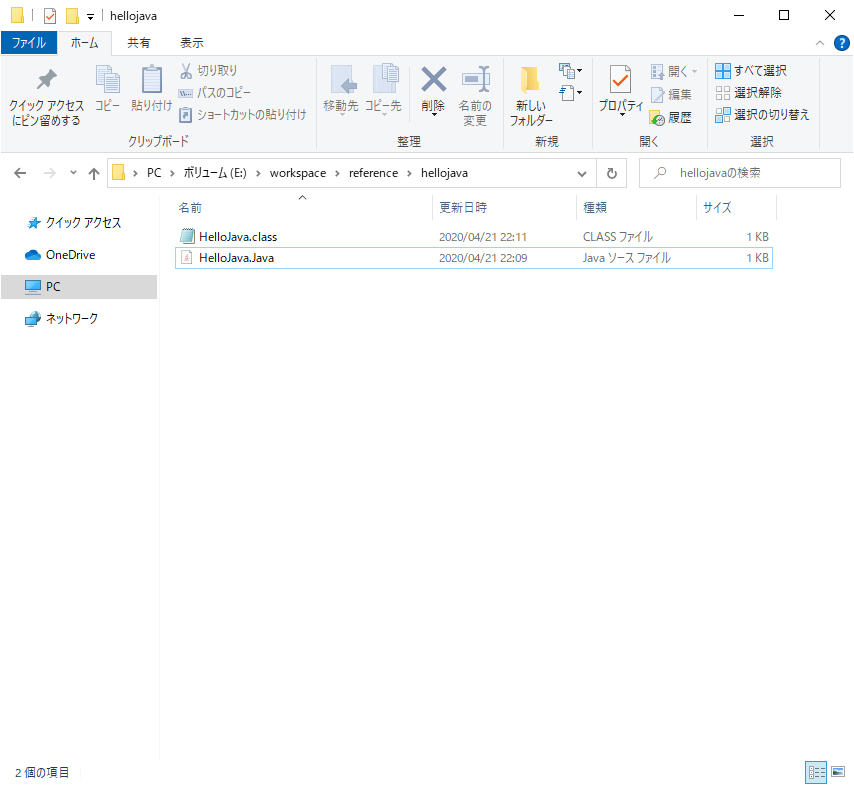 hellojava
ファイル ホーム 共有 表示
クイック アクセス
にピン留めする
コピー
貼り付け
切り取り
パスのコピー
ショートカットの貼り付け
クリップボード
移動先
コピー先
削除
名前の
変更
整理
新しい
フォルダー
新規
プロパティ
開く
編集
履歴
開く
すべて選択
選択解除
選択の切り替え
選択
PC › ボリューム (E:) › workspace › reference › hellojava
hellojavaの検索
クイック アクセス
OneDrive
PC
ネットワーク
名前 更新日時 種類 サイズ
HelloJava.class 2020/04/21 22:11 CLASS ファイル 1 KB
HelloJava.Java 2020/04/21 22:09 Java ソース ファイル 1 KB
2 個の項目